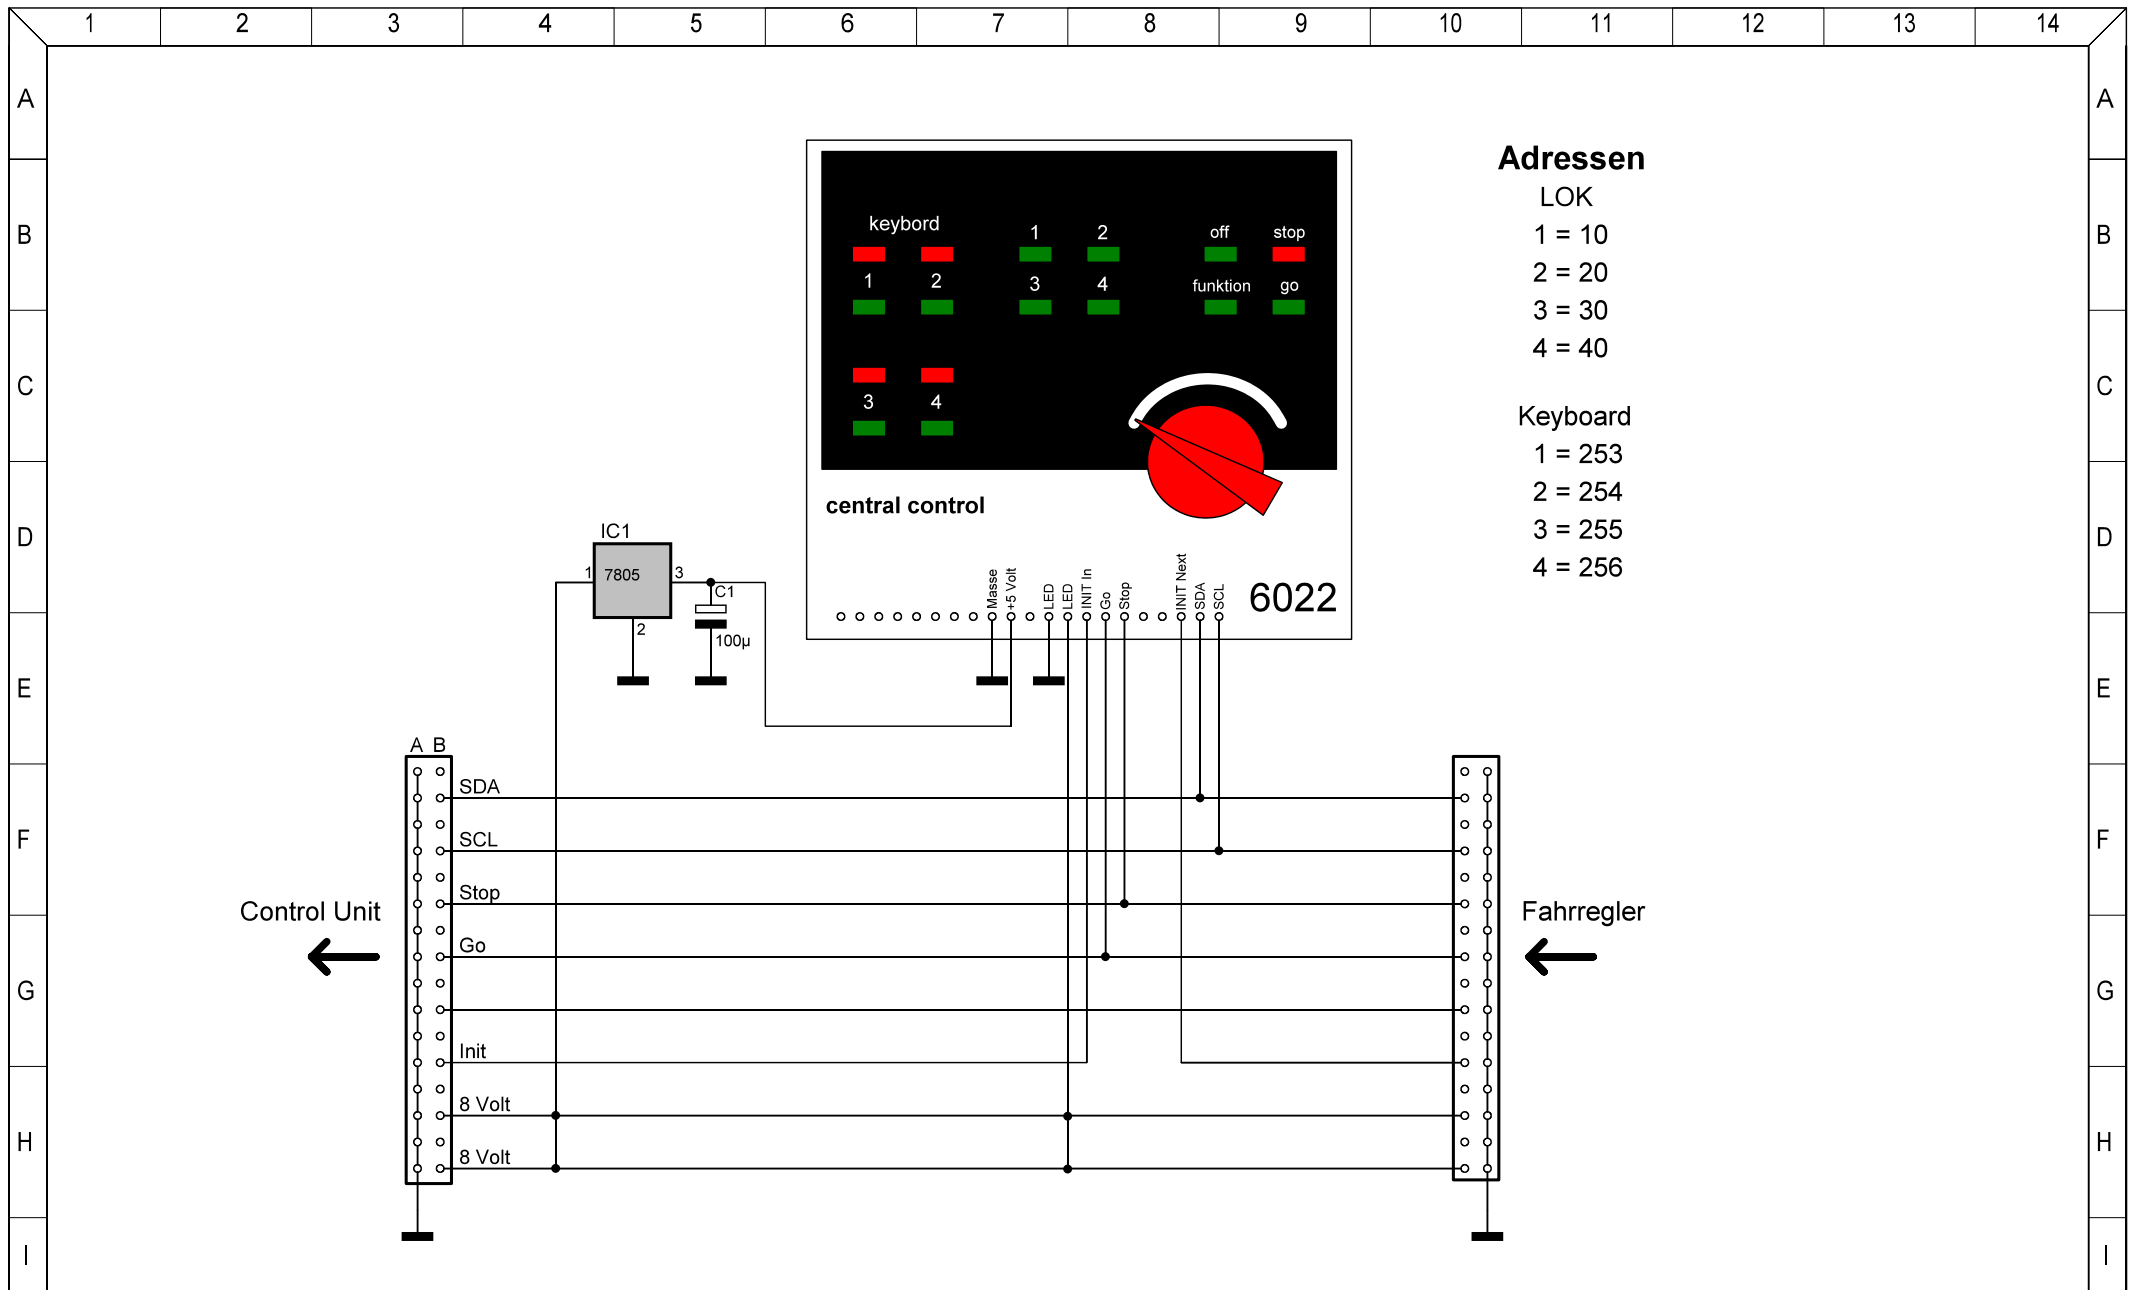 1 2 3 4 5 6 7 8 9 10 11 12 13 14
A A
B B
C C
D D
E E
F F
G G
H H
I I
keybord
1 2
3 4
1 2
3 4
off stop
funktion go
central control
6022
Masse
+5 Volt
LED
LED
INIT In
Go
Stop
INIT Next
SDA
SCL
Adressen
LOK
1 = 10
2 = 20
3 = 30
4 = 40
Keyboard
1 = 253
2 = 254
3 = 255
4 = 256
IC1
1 7805 3
2
C1
100µ
A B
SDA
SCL
Stop
Go
Init
8 Volt
8 Volt
Control Unit
Fahrregler